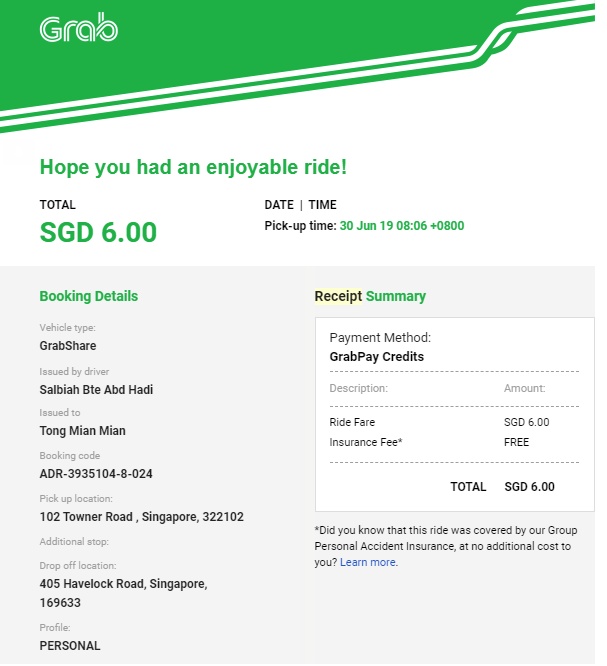 Grab
Hope you had an enjoyable ride!
TOTAL
SGD 6.00
DATE | TIME
Pick-up time: 30 Jun 19 08:06 +0800
Booking Details
Vehicle type:
GrabShare
Issued by driver
Salbiah Bte Abd Hadi
Issued to
Tong Mian Mian
Booking code
ADR-3935104-8-024
Pick up location:
102 Towner Road , Singapore, 322102
Additional stop:
Drop off location:
405 Havelock Road, Singapore,
169633
Profile:
PERSONAL
Receipt Summary
Payment Method:
GrabPay Credits
Description: Amount:
Ride Fare SGD 6.00
Insurance Fee* FREE
TOTAL SGD 6.00
*Did you know that this ride was covered by our Group
Personal Accident Insurance, at no additional cost to
you? Learn more.